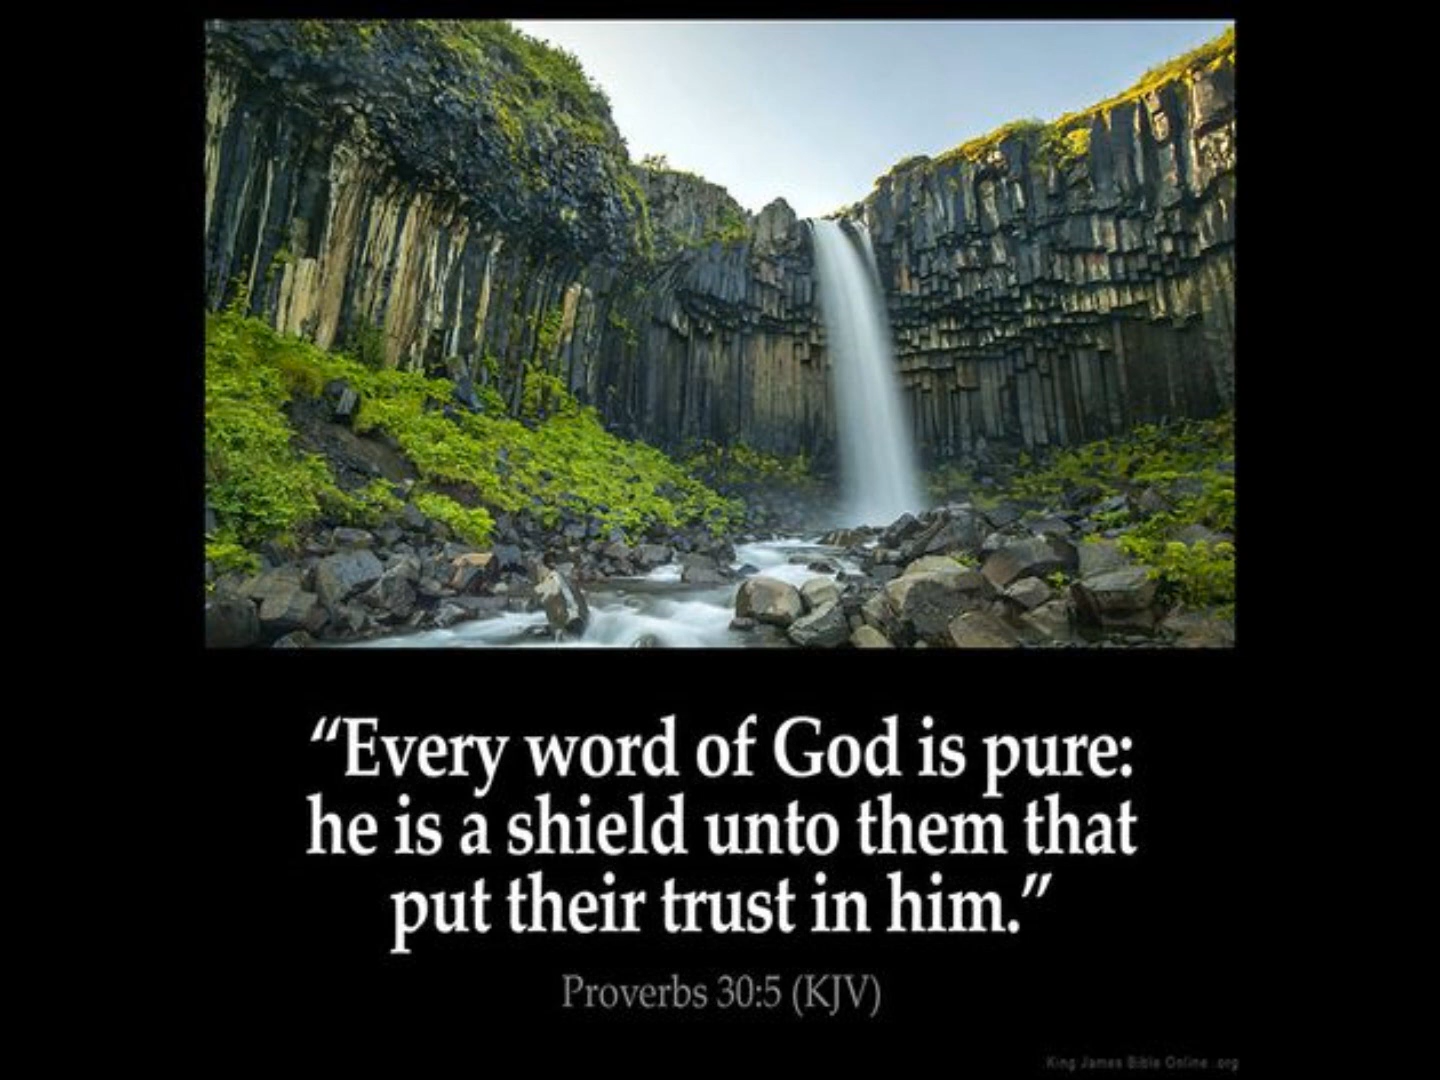 “Every word of God is pure:
he is a shield unto them that
put their trust in him.”
Proverbs 30:5 (KJV)
King James Bible Online .org